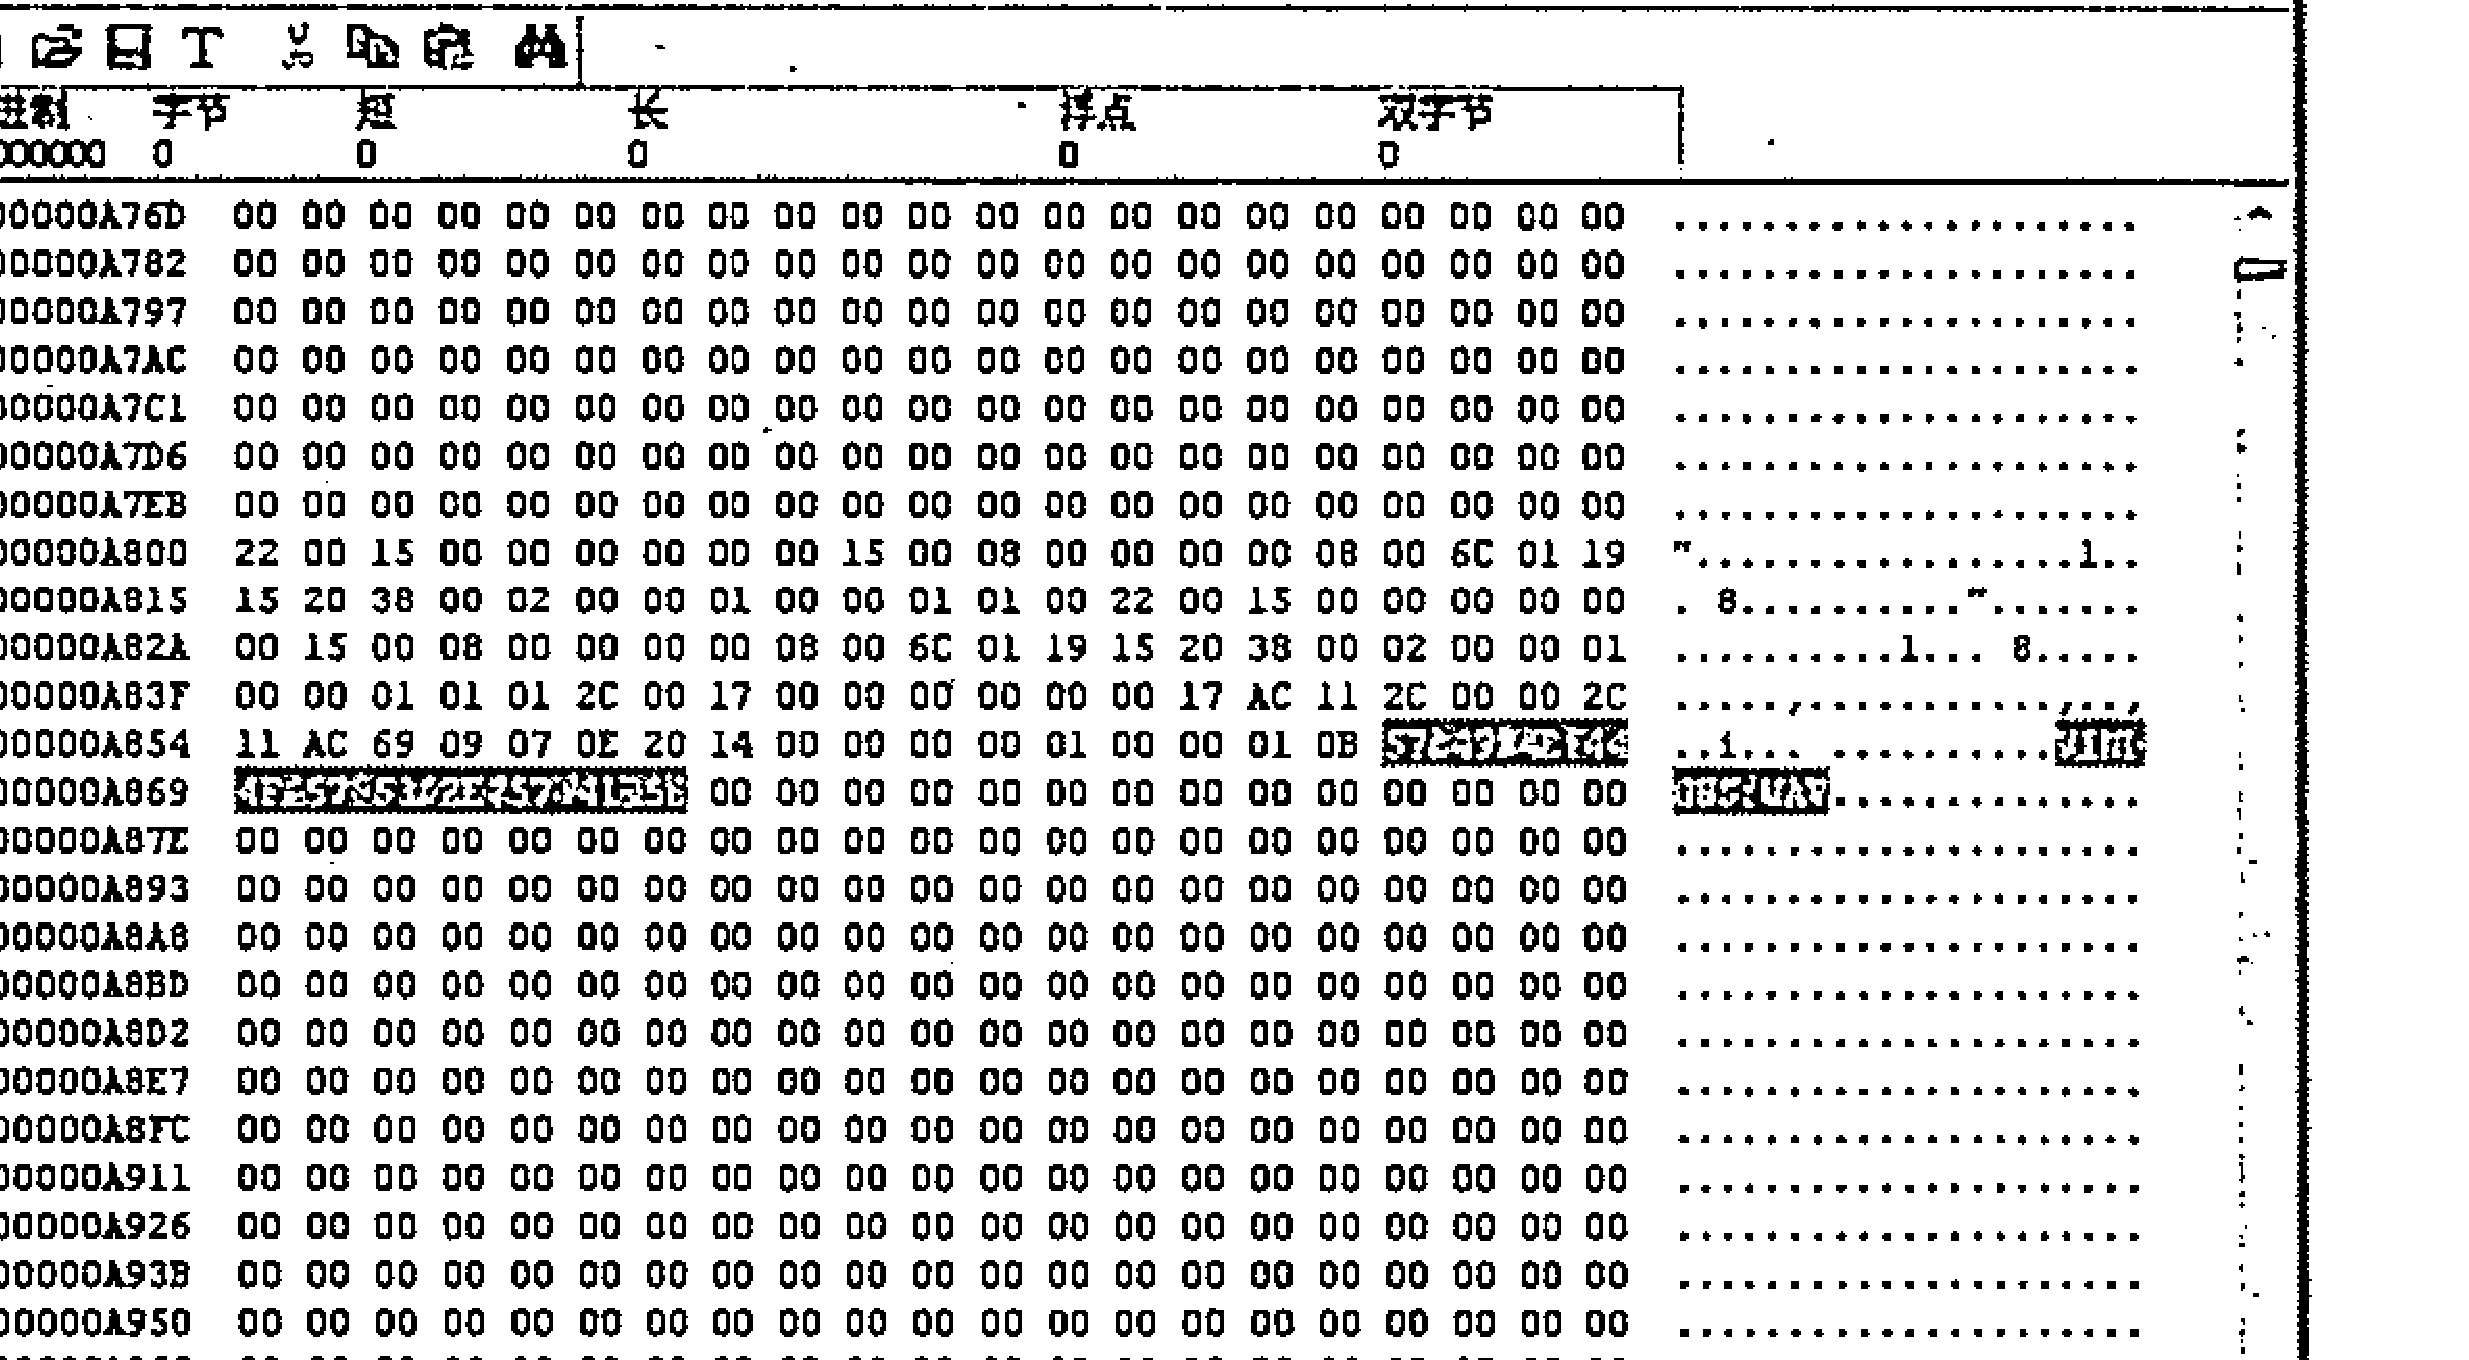 T
进制 字节 短 长 浮点 双字节
000000 0 0 0 0 0
00000A76D 00 00 00 00 00 00 00 00 00 00 00 00 00 00 00 00 00 00 00 00 00 .....................
00000A782 00 00 00 00 00 00 00 00 00 00 00 00 00 00 00 00 00 00 00 00 00 .....................
00000A797 00 00 00 00 00 00 00 00 00 00 00 00 00 00 00 00 00 00 00 00 00 .....................
00000A7AC 00 00 00 00 00 00 00 00 00 00 00 00 00 00 00 00 00 00 00 00 00 .....................
00000A7C1 00 00 00 00 00 00 00 00 00 00 00 00 00 00 00 00 00 00 00 00 00 .....................
00000A7D6 00 00 00 00 00 00 00 00 00 00 00 00 00 00 00 00 00 00 00 00 00 .....................
00000A7EB 00 00 00 00 00 00 00 00 00 00 00 00 00 00 00 00 00 00 00 00 00 .....................
00000A800 22 00 15 00 00 00 00 00 00 15 00 08 00 00 00 00 08 00 6C 01 19 ".................l..
00000A815 15 20 38 00 02 00 00 01 00 00 01 01 00 22 00 15 00 00 00 00 00 . 8..........".......
00000A82A 00 15 00 08 00 00 00 00 08 00 6C 01 19 15 20 38 00 02 00 00 01 ..........l... 8.....
00000A83F 00 00 01 01 01 2C 00 17 00 00 00 00 00 00 17 AC 11 2C 00 00 2C .....,...........,..,
00000A854 11 AC 69 09 07 0E 20 14 00 00 00 00 01 00 00 01 0B ..i... ..........
00000A869 00 00 00 00 00 00 00 00 00 00 00 00 00 00 ..............
00000A87E 00 00 00 00 00 00 00 00 00 00 00 00 00 00 00 00 00 00 00 00 00 .....................
00000A893 00 00 00 00 00 00 00 00 00 00 00 00 00 00 00 00 00 00 00 00 00 .....................
00000A8A8 00 00 00 00 00 00 00 00 00 00 00 00 00 00 00 00 00 00 00 00 00 .....................
00000A8BD 00 00 00 00 00 00 00 00 00 00 00 00 00 00 00 00 00 00 00 00 00 .....................
00000A8D2 00 00 00 00 00 00 00 00 00 00 00 00 00 00 00 00 00 00 00 00 00 .....................
00000A8E7 00 00 00 00 00 00 00 00 00 00 00 00 00 00 00 00 00 00 00 00 00 .....................
00000A8FC 00 00 00 00 00 00 00 00 00 00 00 00 00 00 00 00 00 00 00 00 00 .....................
00000A911 00 00 00 00 00 00 00 00 00 00 00 00 00 00 00 00 00 00 00 00 00 .....................
00000A926 00 00 00 00 00 00 00 00 00 00 00 00 00 00 00 00 00 00 00 00 00 .....................
00000A93B 00 00 00 00 00 00 00 00 00 00 00 00 00 00 00 00 00 00 00 00 00 .....................
00000A950 00 00 00 00 00 00 00 00 00 00 00 00 00 00 00 00 00 00 00 00 00 .....................